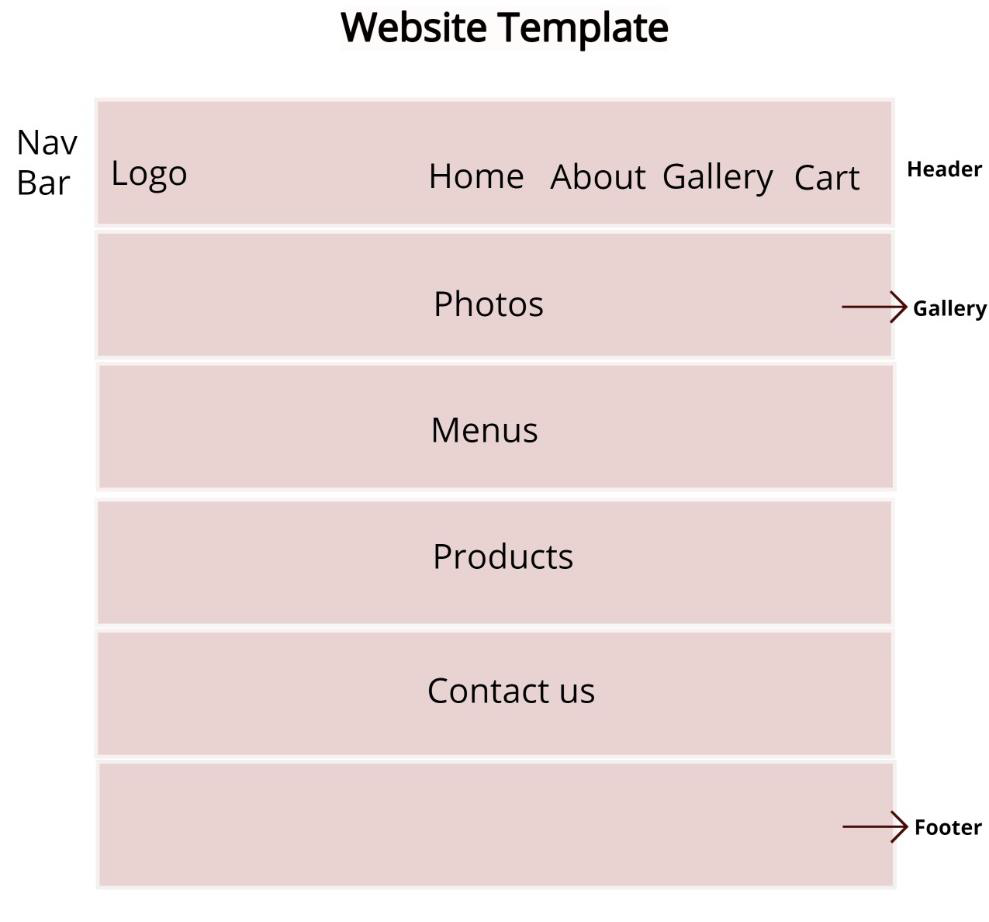 Website Template
Nav
Bar
Logo
Home About Gallery Cart
Header
Photos
Gallery
Menus
Products
Contact us
Footer